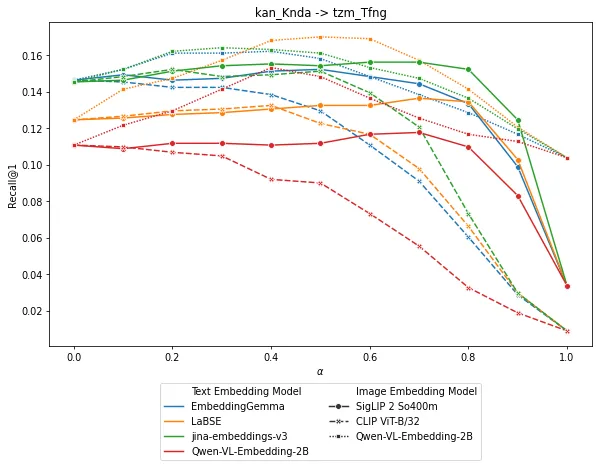 kan_Knda -> tzm_Tfng
Recall@1
0.16
0.14
0.12
0.10
0.08
0.06
0.04
0.02
0.0 0.2 0.4 0.6 0.8 1.0
α
Text Embedding Model
EmbeddingGemma
LaBSE
jina-embeddings-v3
Qwen-VL-Embedding-2B
Image Embedding Model
SigLIP 2 So400m
CLIP ViT-B/32
Qwen-VL-Embedding-2B